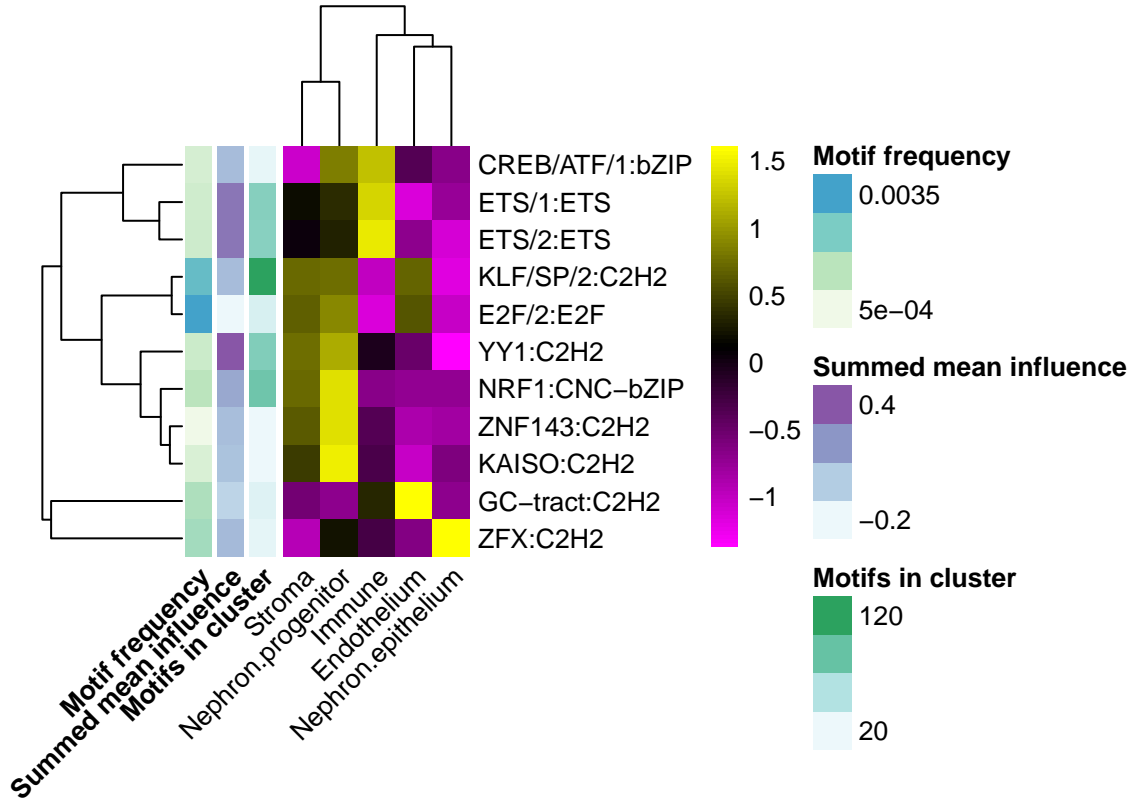 CREB/ATF/1:bZIP
ETS/1:ETS
ETS/2:ETS
KLF/SP/2:C2H2
E2F/2:E2F
YY1:C2H2
NRF1:CNC−bZIP
ZNF143:C2H2
KAISO:C2H2
GC−tract:C2H2
ZFX:C2H2
Motif frequency
Summed mean influence
Motifs in cluster
Stroma
Nephron.progenitor
Immune
Endothelium
Nephron.epithelium
1.5
1
0.5
0
−0.5
−1
Motif frequency
0.0035
5e−04
Summed mean influence
0.4
−0.2
Motifs in cluster
120
20